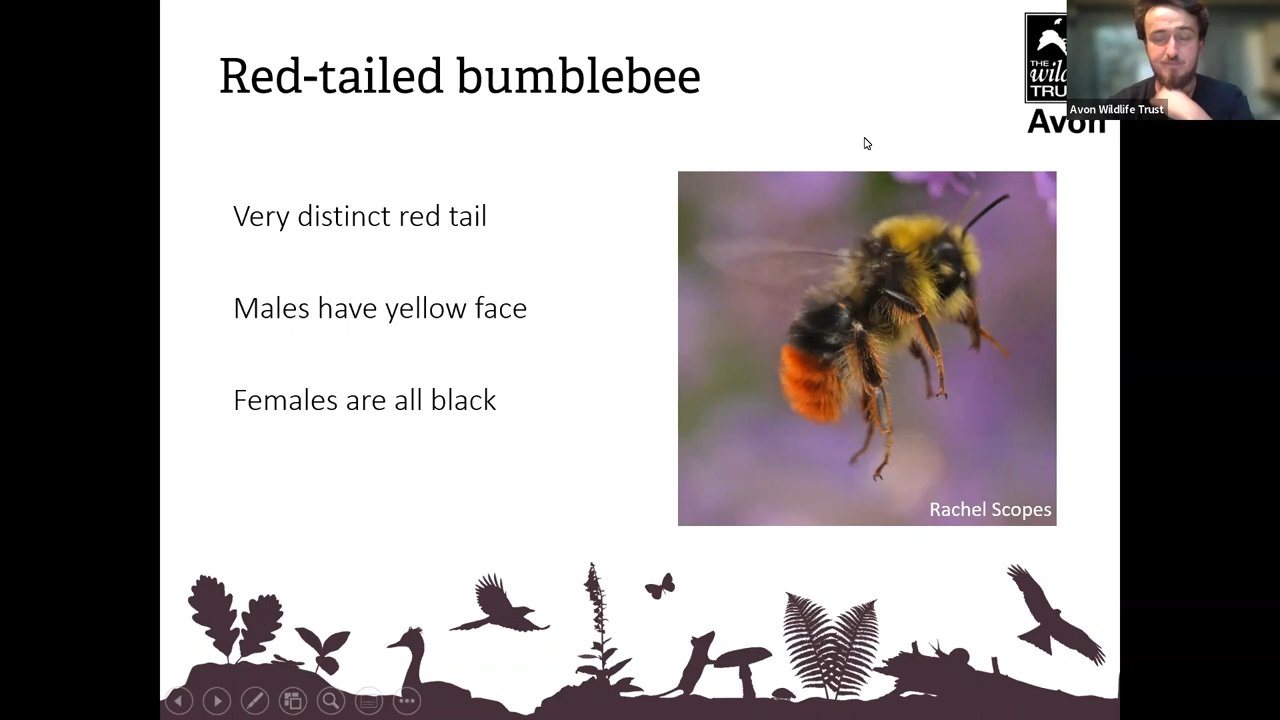 Red-tailed bumblebee
THE
wild
TRU
Avon Wildlife Trust
Avon
Very distinct red tail
Males have yellow face
Females are all black
Rachel Scopes